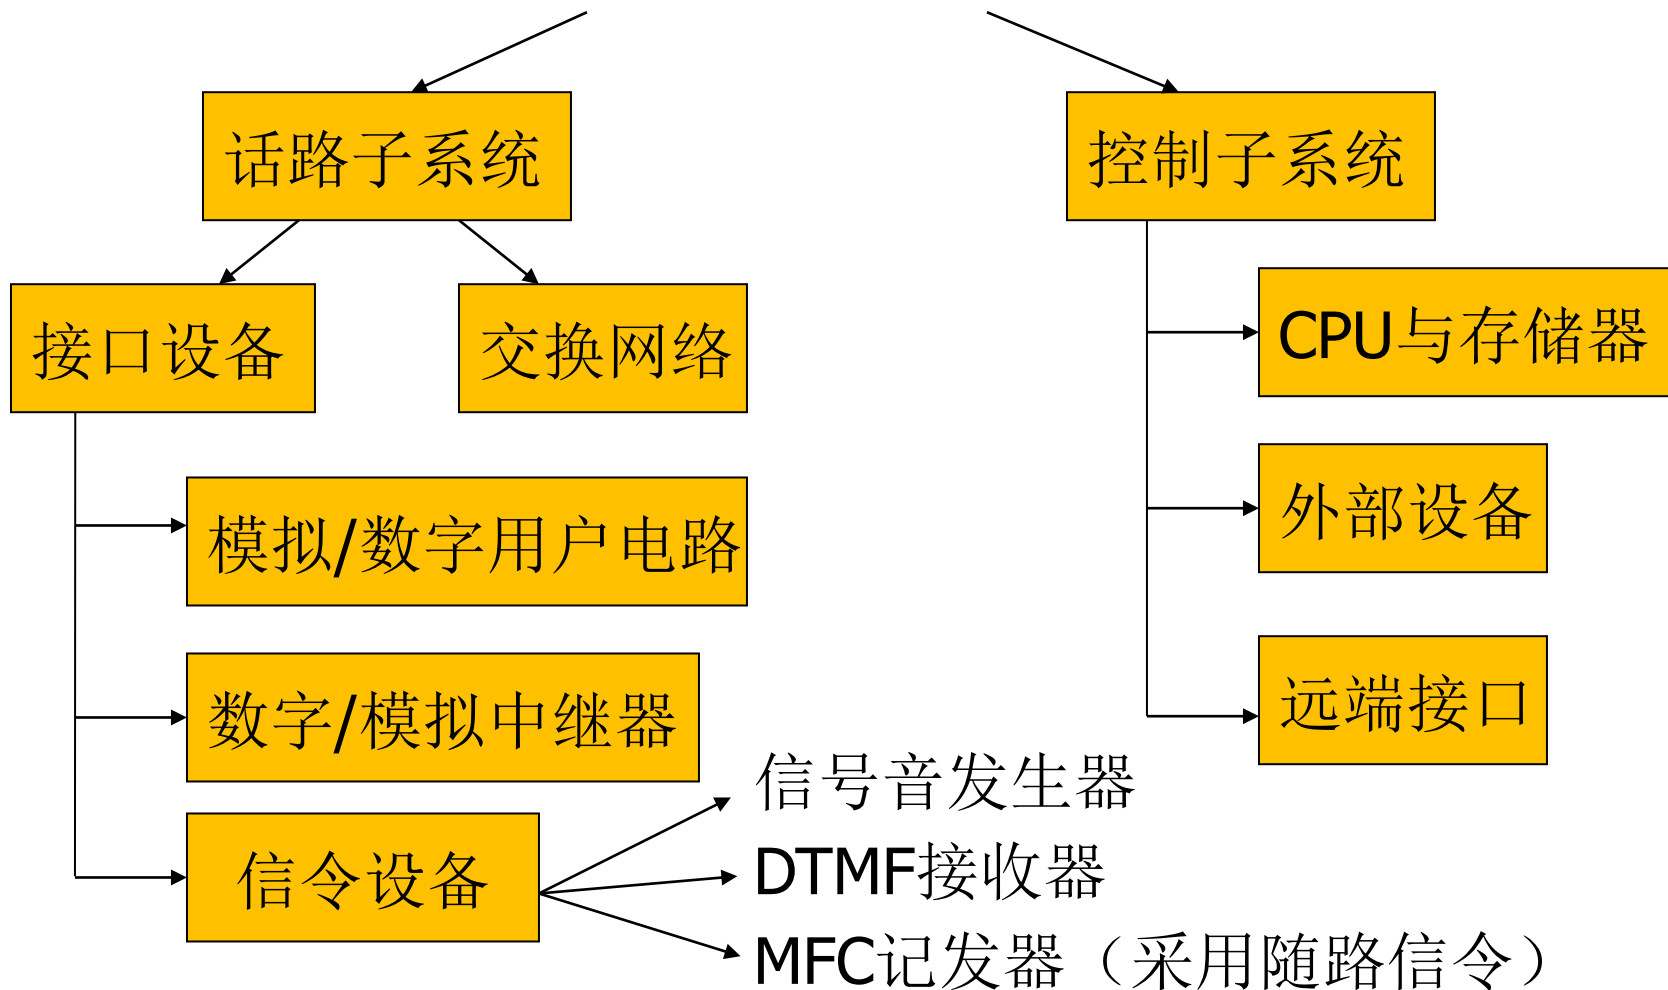 话路子系统
控制子系统
接口设备
交换网络
CPU与存储器
模拟/数字用户电路
外部设备
数字/模拟中继器
远端接口
信令设备
信号音发生器
DTMF接收器
MFC记发器（采用随路信令）